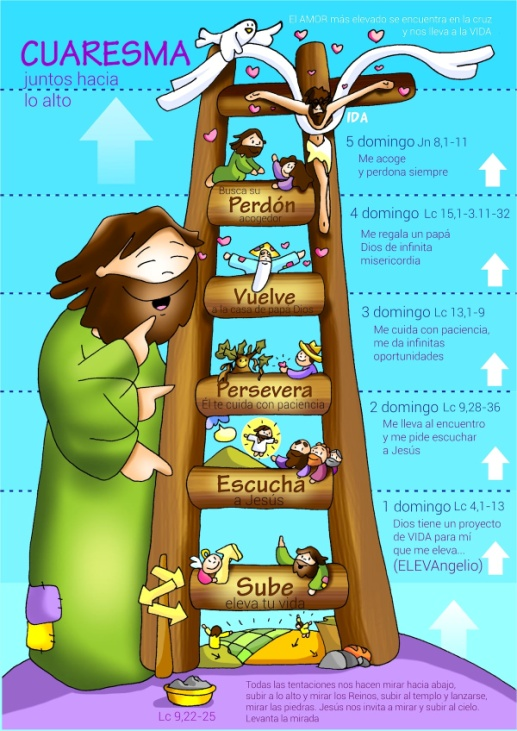 El AMOR más elevado se encuentra en la cruz
y nos lleva a la VIDA
CUARESMA
juntos hacia
lo alto
IDA
5 domingo Jn 8,1-11
Me acoge
y perdona siempre
Busca su
Perdón
acogedor
4 domingo Lc 15,1-3.11-32
Me regala un papá
Dios de infinita
misericordia
Vuelve
a la casa de papá Dios
3 domingo Lc 13,1-9
Me cuida con paciencia,
me da infinitas
oportunidades
Persevera
Él te cuida con paciencia
2 domingo Lc 9,28-36
Me lleva al encuentro
y me pide escuchar
a Jesús
Escucha
a Jesús
1 domingo Lc 4,1-13
Dios tiene un proyecto
de VIDA para mí
que me eleva...
(ELEVAngelio)
Sube
eleva tu vida
Lc 9,22-25
Todas las tentaciones nos hacen mirar hacia abajo,
subir a lo alto y mirar los Reinos, subir al templo y lanzarse,
mirar las piedras. Jesús nos invita a mirar y subir al cielo.
Levanta la mirada